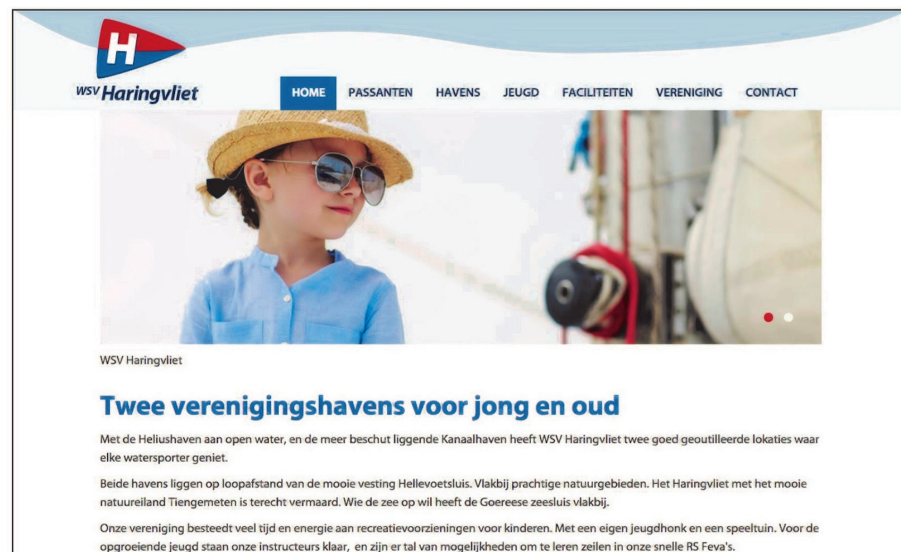 H
WSV Haringvliet
HOME PASSANTEN HAVENS JEUGD FACILITEITEN VERENIGING CONTACT
WSV Haringvliet
Twee verenigingshavens voor jong en oud
Met de Heliushaven aan open water, en de meer beschut liggende Kanaalhaven heeft WSV Haringvliet twee goed geoutilleerde lokaties waar
elke watersporter geniet.
Beide havens liggen op loopafstand van de mooie vesting Hellevoetsluis. Vlakbij prachtige natuurgebieden. Het Haringvliet met het mooie
natuureiland Tiengemeten is terecht vermaard. Wie de zee op wil heeft de Goereese zeesluis vlakbij.
Onze vereniging besteedt veel tijd en energie aan recreatievoorzieningen voor kinderen. Met een eigen jeugdhonk en een speeltuin. Voor de
opgroeiende jeugd staan onze instructeurs klaar, en zijn er tal van mogelijkheden om te leren zeilen in onze snelle RS Feva's.